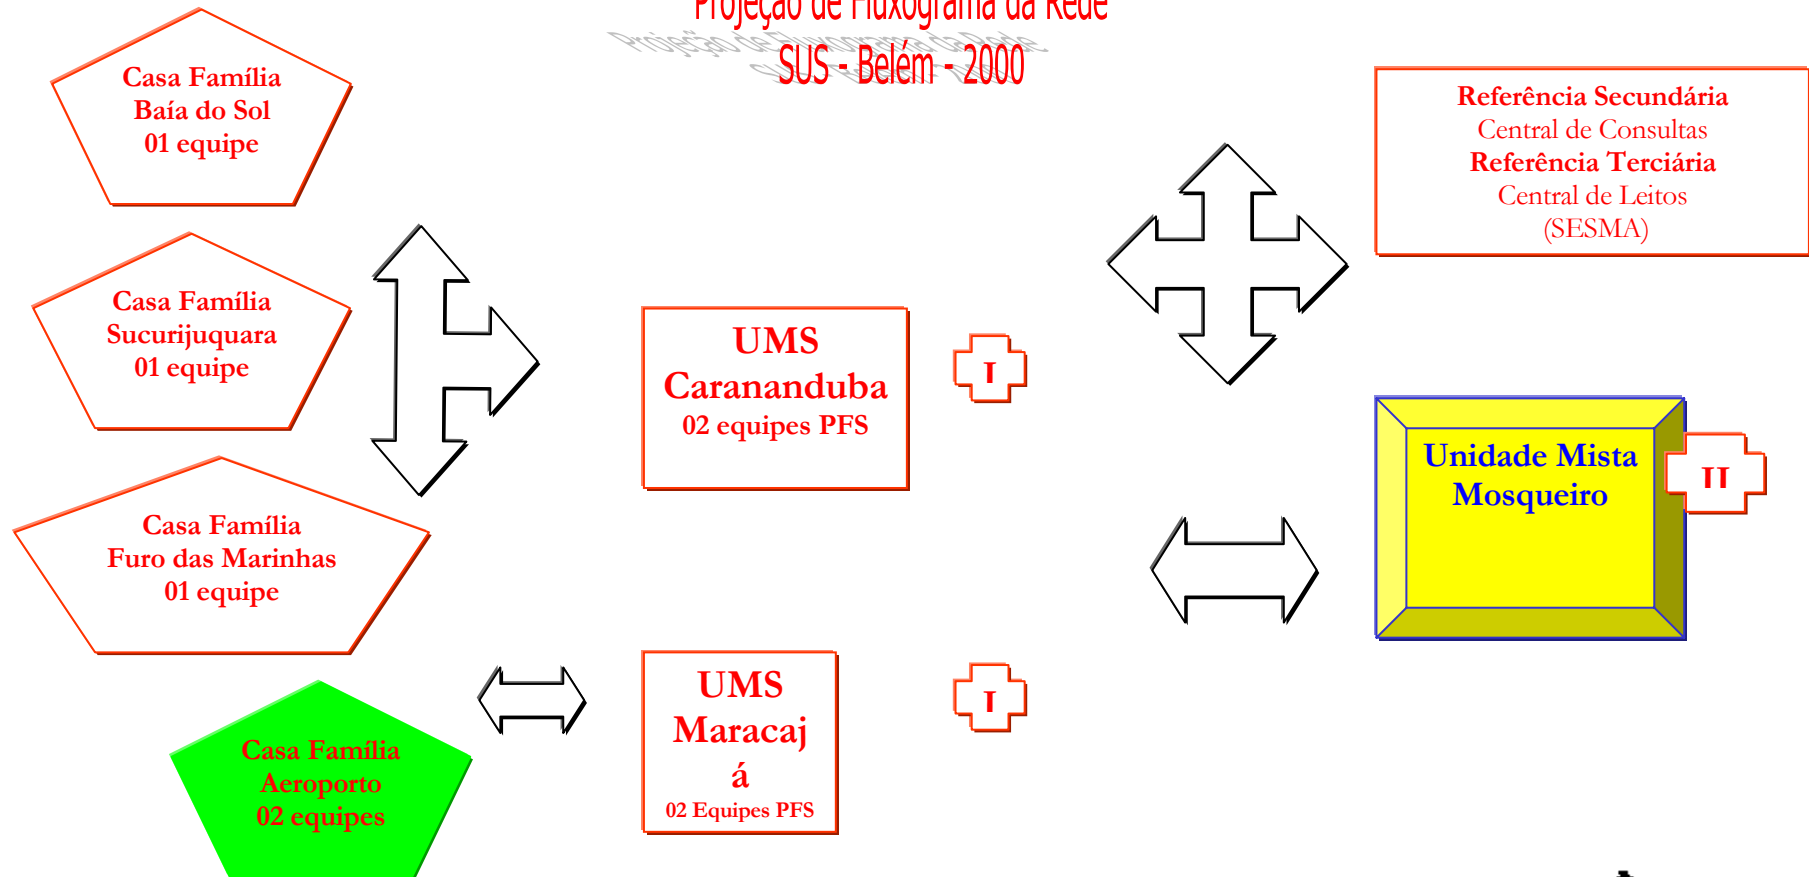 Projeção de Fluxograma da Rede
SUS - Belém - 2000
Casa Família
Baía do Sol
01 equipe
Referência Secundária
Central de Consultas
Referência Terciária
Central de Leitos
(SESMA)
Casa Família
Sucurijuquara
01 equipe
UMS
Carananduba
02 equipes PFS
I
Unidade Mista
Mosqueiro
II
Casa Família
Furo das Marinhas
01 equipe
Casa Família
Aeroporto
02 equipes
UMS
Maracaj
á
02 Equipes PFS
I